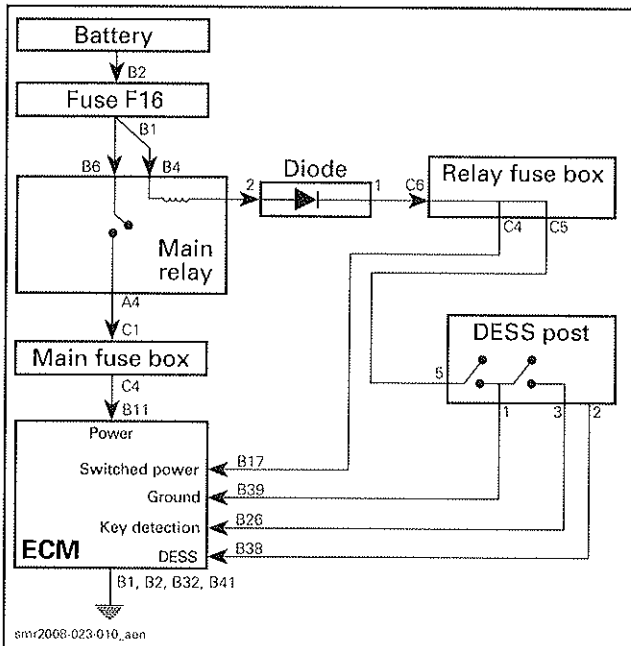 Battery
B2
Fuse F16
B1
B6
B4
2
Diode
1
C6
Relay fuse box
C4
C5
Main
relay
A4
C1
Main fuse box
C4
B11
DESS post
5
1
3
2
Power
Switched power
B17
Ground
B39
Key detection
B26
ECM
DESS
B38
B1, B2, B32, B41
smr2008-023-010_aen